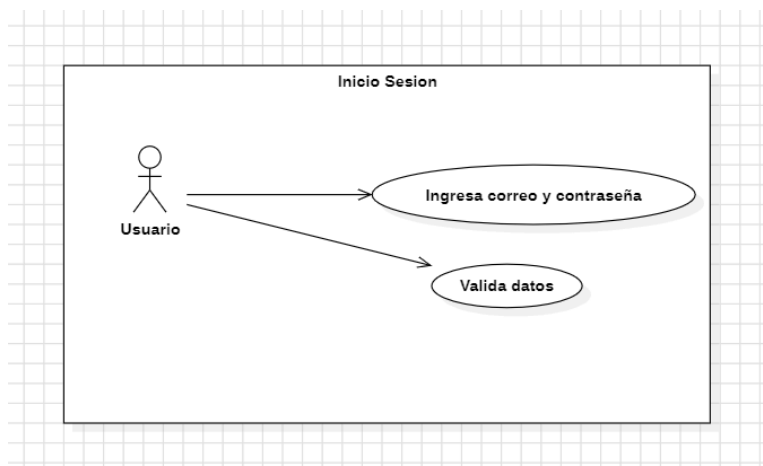 Inicio Sesion
Ingresa correo y contraseña
Usuario
Valida datos